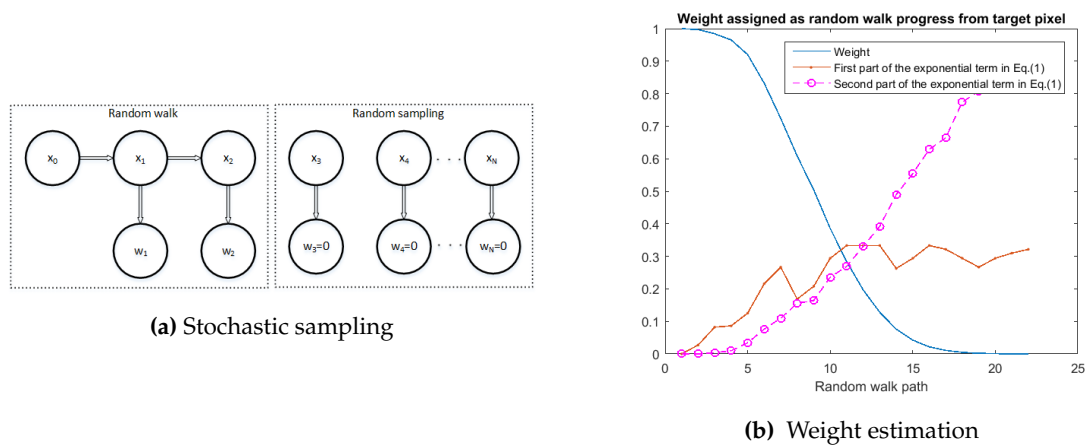 Random walk
Random sampling
x0 x1 x2 x3 x4 . . . xN
w1 w2 w3=0 w4=0 . . . wN=0
(a) Stochastic sampling
Weight assigned as random walk progress from target pixel
Weight
First part of the exponential term in Eq.(1)
Second part of the exponential term in Eq.(1)
1
0.9
0.8
0.7
0.6
0.5
0.4
0.3
0.2
0.1
0
0 5 10 15 20 25
Random walk path
(b) Weight estimation